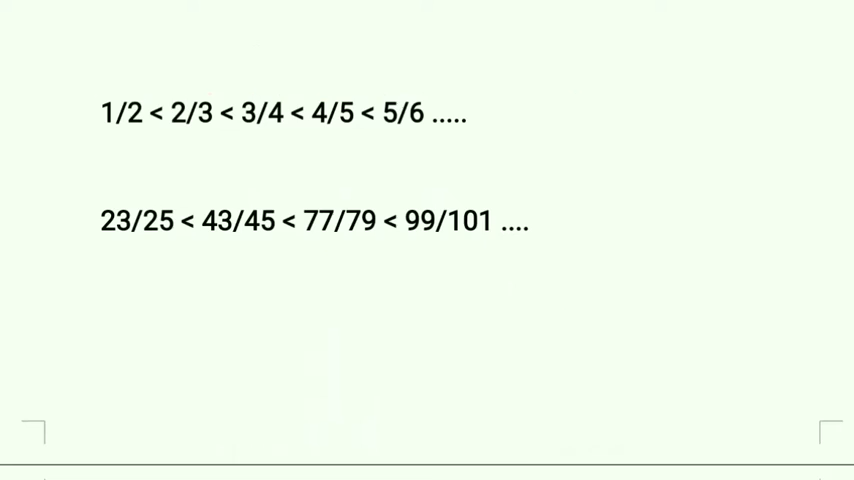 1/2 < 2/3 < 3/4 < 4/5 < 5/6 .....
23/25 < 43/45 < 77/79 < 99/101 ....